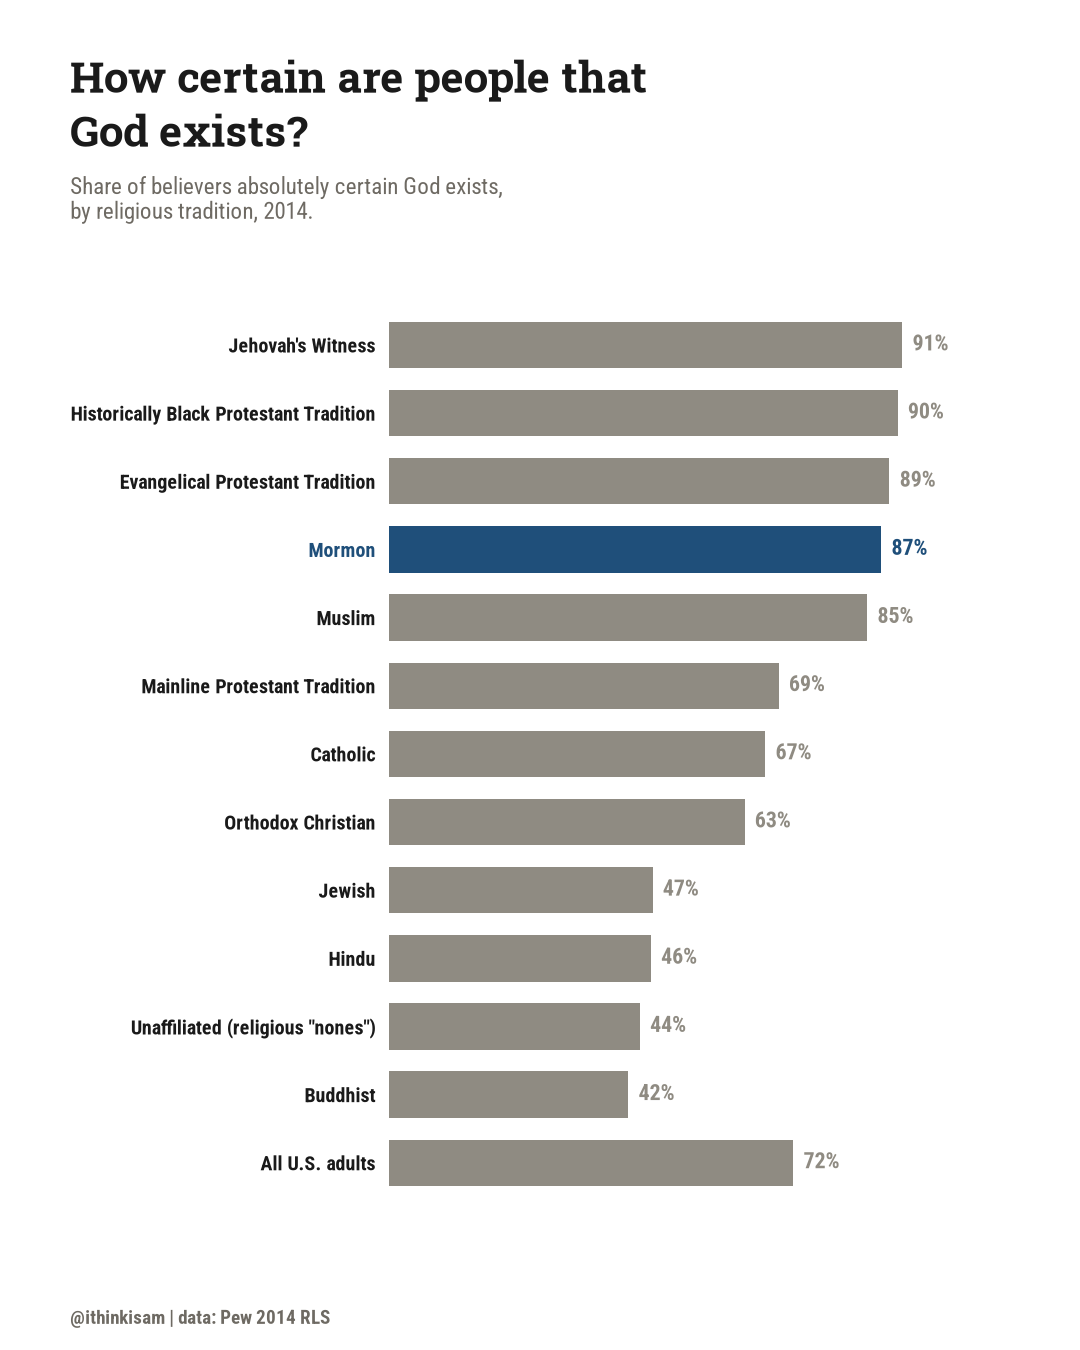 How certain are people that
God exists?
Share of believers absolutely certain God exists,
by religious tradition, 2014.
Jehovah's Witness 91%
Historically Black Protestant Tradition 90%
Evangelical Protestant Tradition 89%
Mormon 87%
Muslim 85%
Mainline Protestant Tradition 69%
Catholic 67%
Orthodox Christian 63%
Jewish 47%
Hindu 46%
Unaffiliated (religious "nones") 44%
Buddhist 42%
All U.S. adults 72%
@ithinkisam | data: Pew 2014 RLS